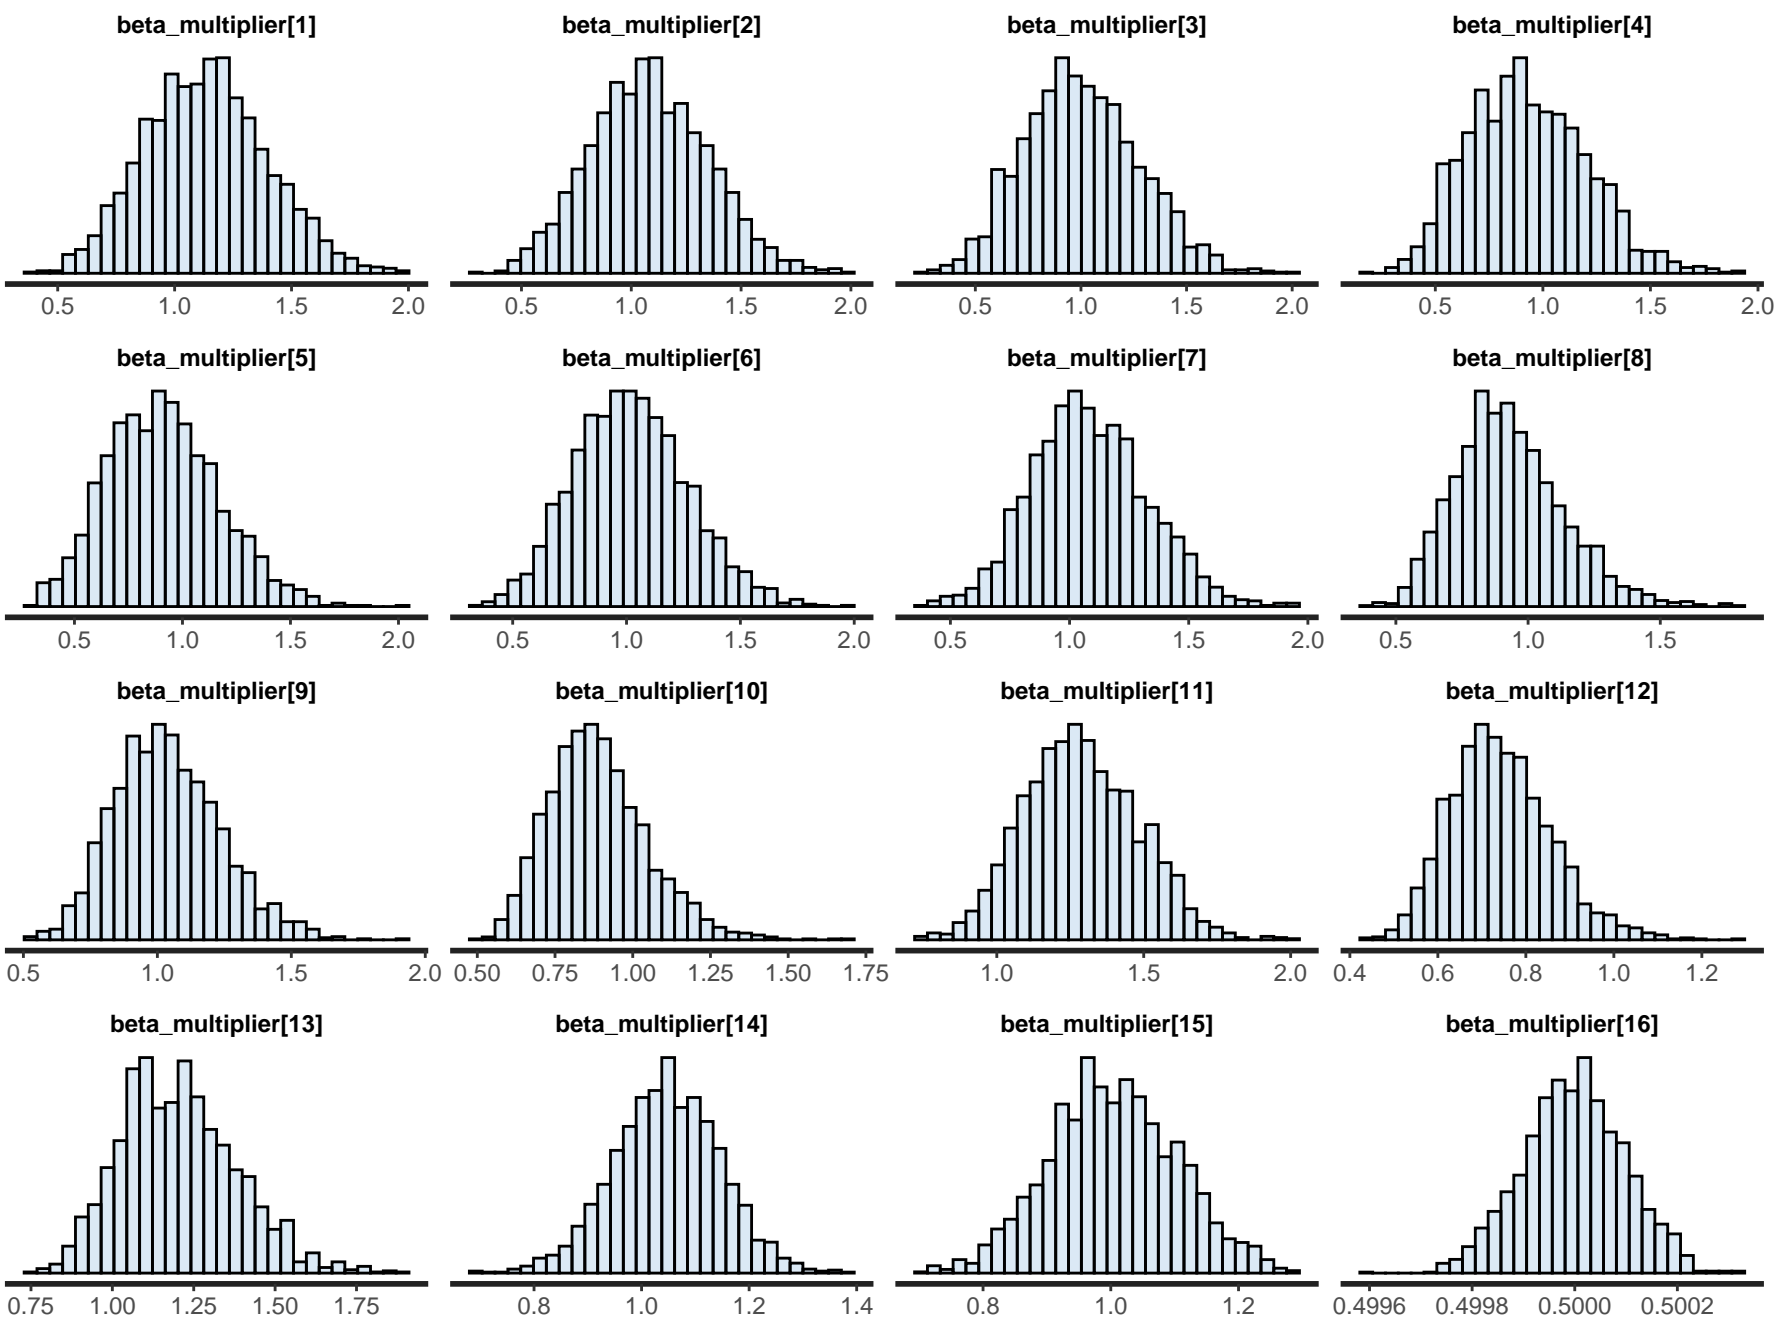 beta_multiplier[1] beta_multiplier[2] beta_multiplier[3] beta_multiplier[4]
0.5 1.0 1.5 2.0 0.5 1.0 1.5 2.0 0.5 1.0 1.5 2.0 0.5 1.0 1.5 2.0
beta_multiplier[5] beta_multiplier[6] beta_multiplier[7] beta_multiplier[8]
0.5 1.0 1.5 2.0 0.5 1.0 1.5 2.0 0.5 1.0 1.5 2.0 0.5 1.0 1.5
beta_multiplier[9] beta_multiplier[10] beta_multiplier[11] beta_multiplier[12]
0.5 1.0 1.5 2.0 0.50 0.75 1.00 1.25 1.50 1.75 1.0 1.5 2.0 0.4 0.6 0.8 1.0 1.2
beta_multiplier[13] beta_multiplier[14] beta_multiplier[15] beta_multiplier[16]
0.75 1.00 1.25 1.50 1.75 0.8 1.0 1.2 1.4 0.8 1.0 1.2 0.4996 0.4998 0.5000 0.5002